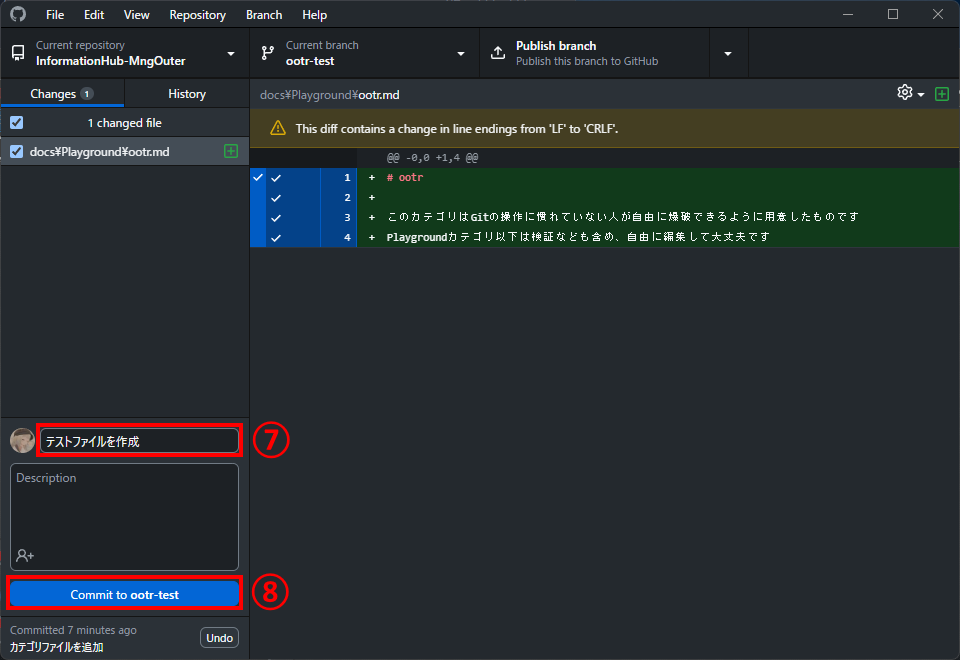 File Edit View Repository Branch Help
Current repository
InformationHub-MngOuter
Current branch
ootr-test
Publish branch
Publish this branch to GitHub
Changes 1
History
docs¥Playground¥ootr.md
1 changed file
This diff contains a change in line endings from 'LF' to 'CRLF'.
docs¥Playground¥ootr.md
@@ -0,0 +1,4 @@
1 + # ootr
2 +
3 + このカテゴリはGitの操作に慣れていない人が自由に爆破できるように用意したものです
4 + Playgroundカテゴリ以下は検証なども含め、自由に編集して大丈夫です
テストファイルを作成
⑦
Description
Commit to ootr-test
⑧
Committed 7 minutes ago
カテゴリファイルを追加
Undo